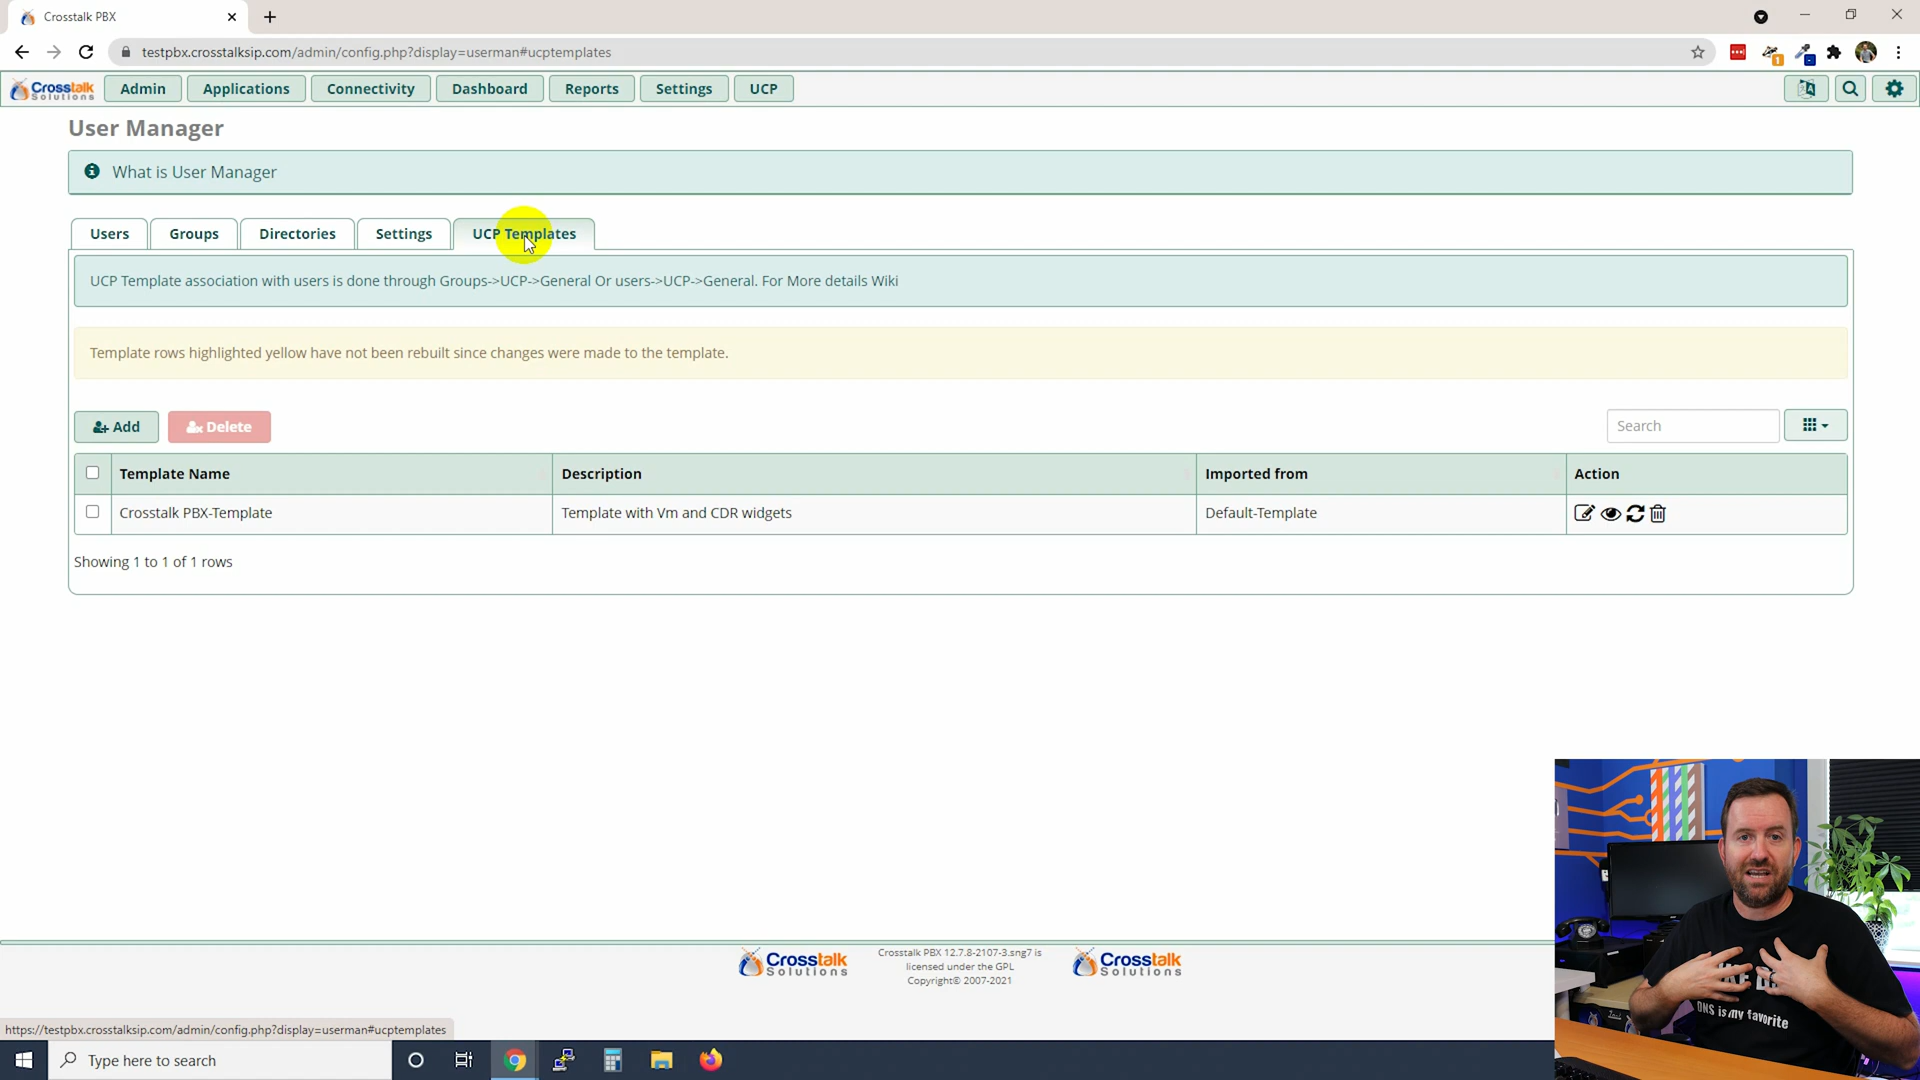 Crosstalk PBX
testpbx.crosstalksip.com/admin/config.php?display=userman#ucptemplates
Crosstalk Solutions
Admin
Applications
Connectivity
Dashboard
Reports
Settings
UCP
User Manager
What is User Manager
Users
Groups
Directories
Settings
UCP Templates
UCP Template association with users is done through Groups->UCP->General Or users->UCP->General. For More details Wiki
Template rows highlighted yellow have not been rebuilt since changes were made to the template.
Add
Delete
Search
Template Name
Description
Imported from
Action
Crosstalk PBX-Template
Template with Vm and CDR widgets
Default-Template
Showing 1 to 1 of 1 rows
Crosstalk
Solutions
Crosstalk PBX 12.7.8-2107-3.sng7 is
licensed under the GPL
Copyright© 2007-2021
Crosstalk
Solutions
DNS is my favorite
https://testpbx.crosstalksip.com/admin/config.php?display=userman#ucptemplates
Type here to search